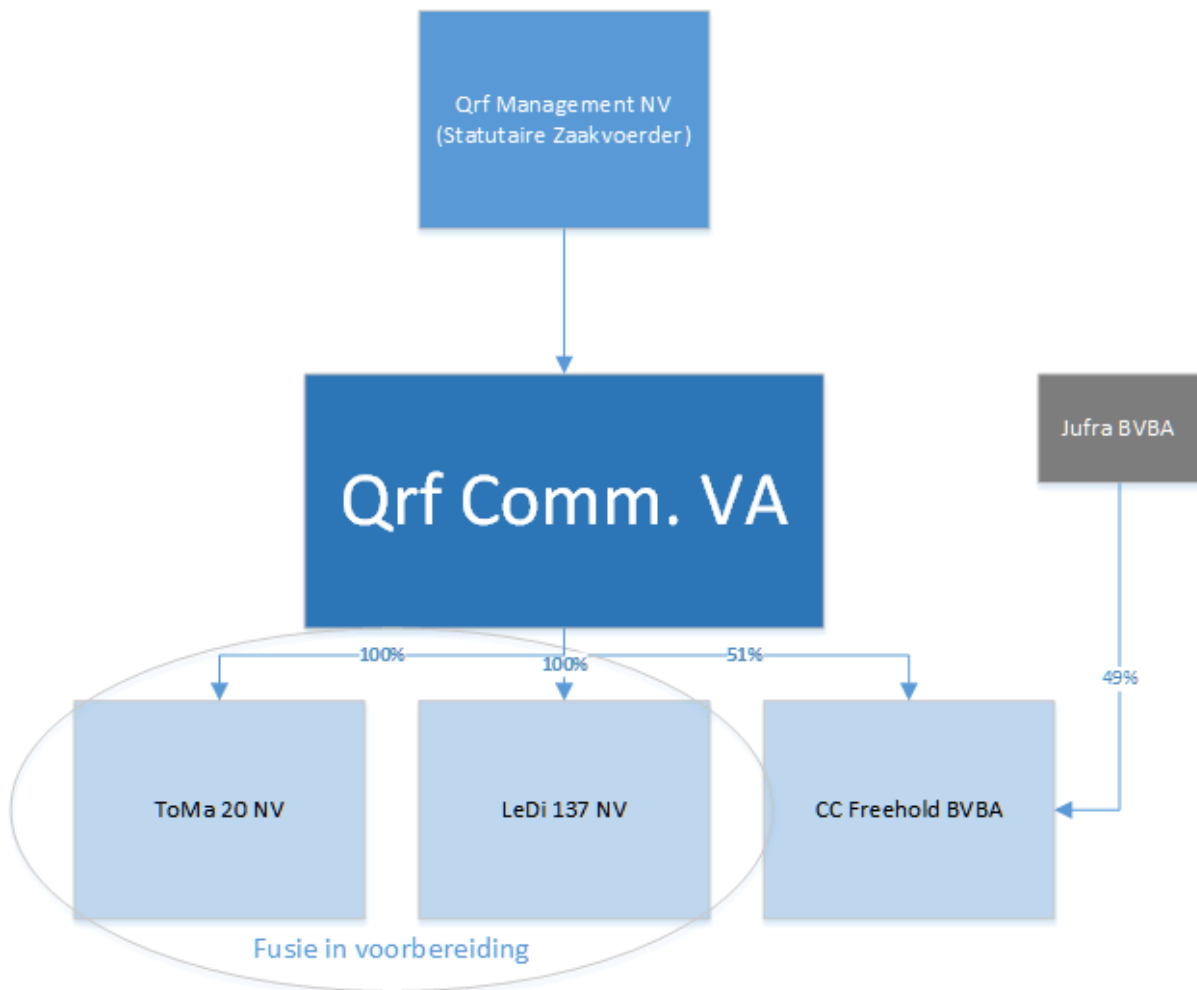 Qrf Management NV
(Statutaire Zaakvoerder)
Qrf Comm. VA
Jufra BVBA
100%
100%
51%
49%
ToMa 20 NV
LeDi 137 NV
CC Freehold BVBA
Fusie in voorbereiding